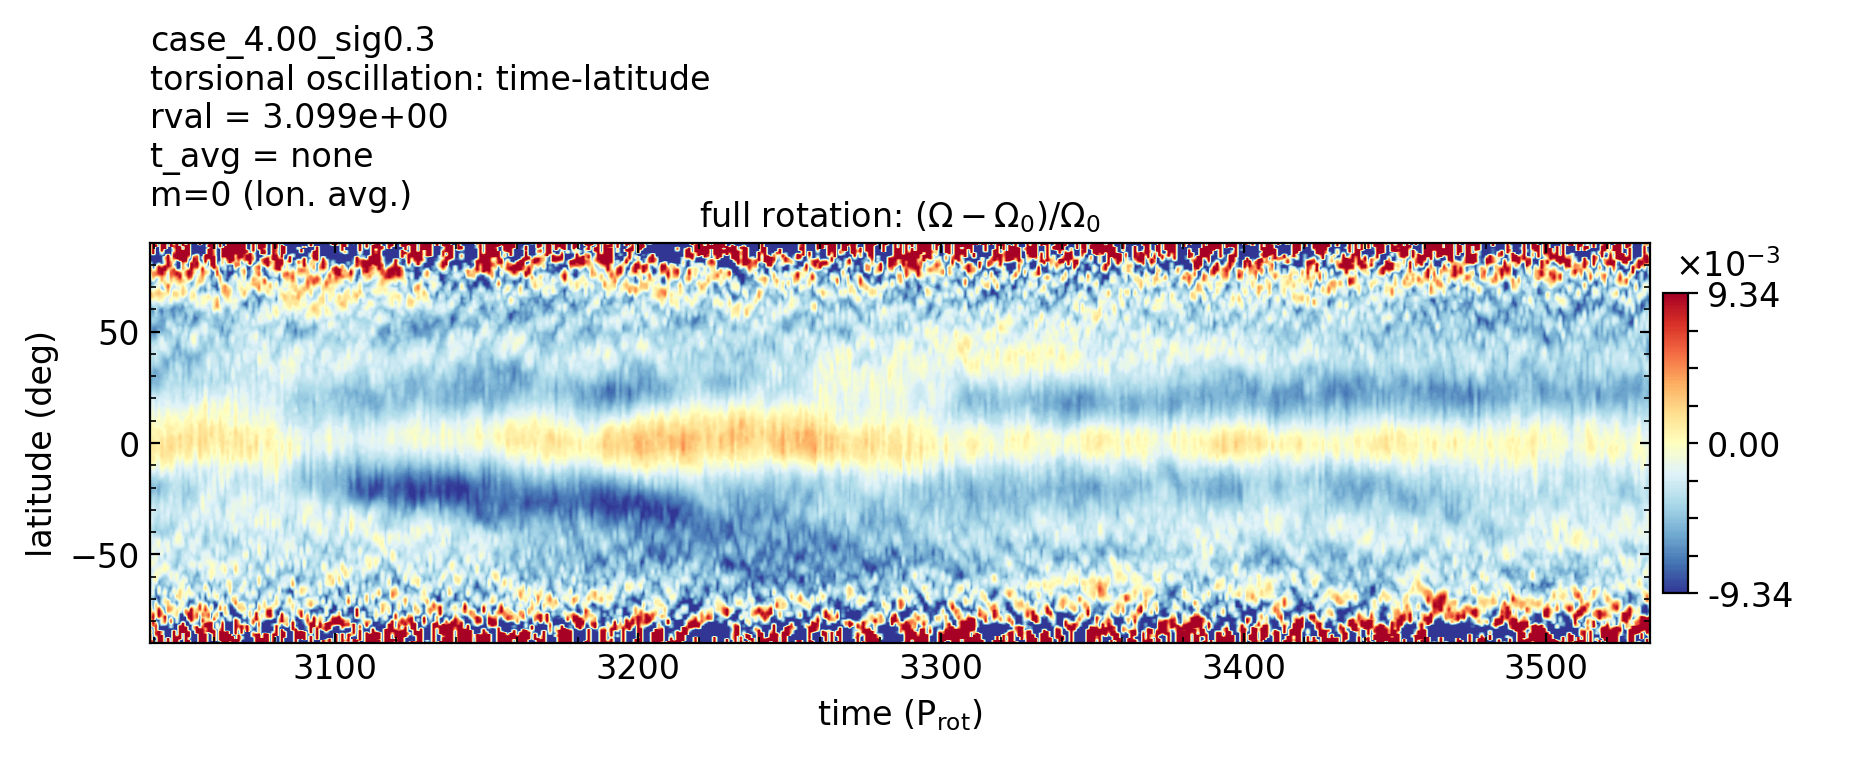 case_4.00_sig0.3
torsional oscillation: time-latitude
rval = 3.099e+00
t_avg = none
m=0 (lon. avg.)
full rotation: (Ω − Ω₀)/Ω₀
×10⁻³
9.34
0.00
-9.34
latitude (deg)
50
0
−50
3100 3200 3300 3400 3500
time (P_rot)